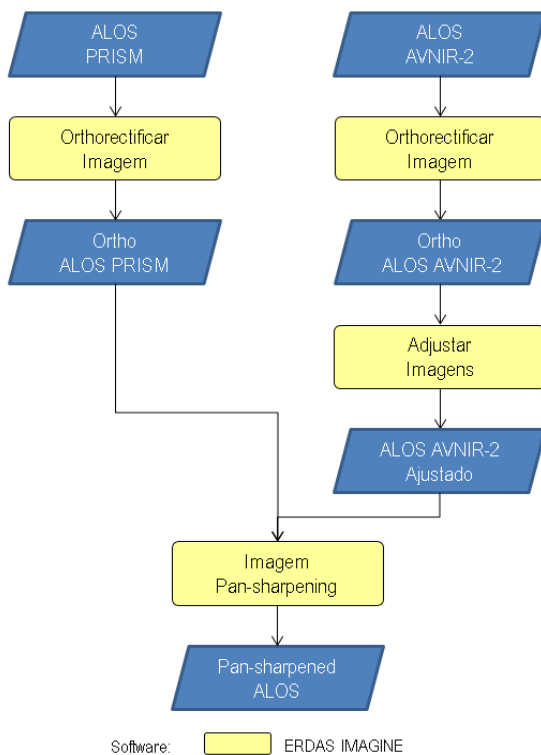 ALOS
PRISM
ALOS
AVNIR-2
Orthorectificar
Imagem
Orthorectificar
Imagem
Ortho
ALOS PRISM
Ortho
ALOS AVNIR-2
Adjustar
Imagens
ALOS AVNIR-2
Ajustado
Imagem
Pan-sharpening
Pan-sharpened
ALOS
Software: ERDAS IMAGINE